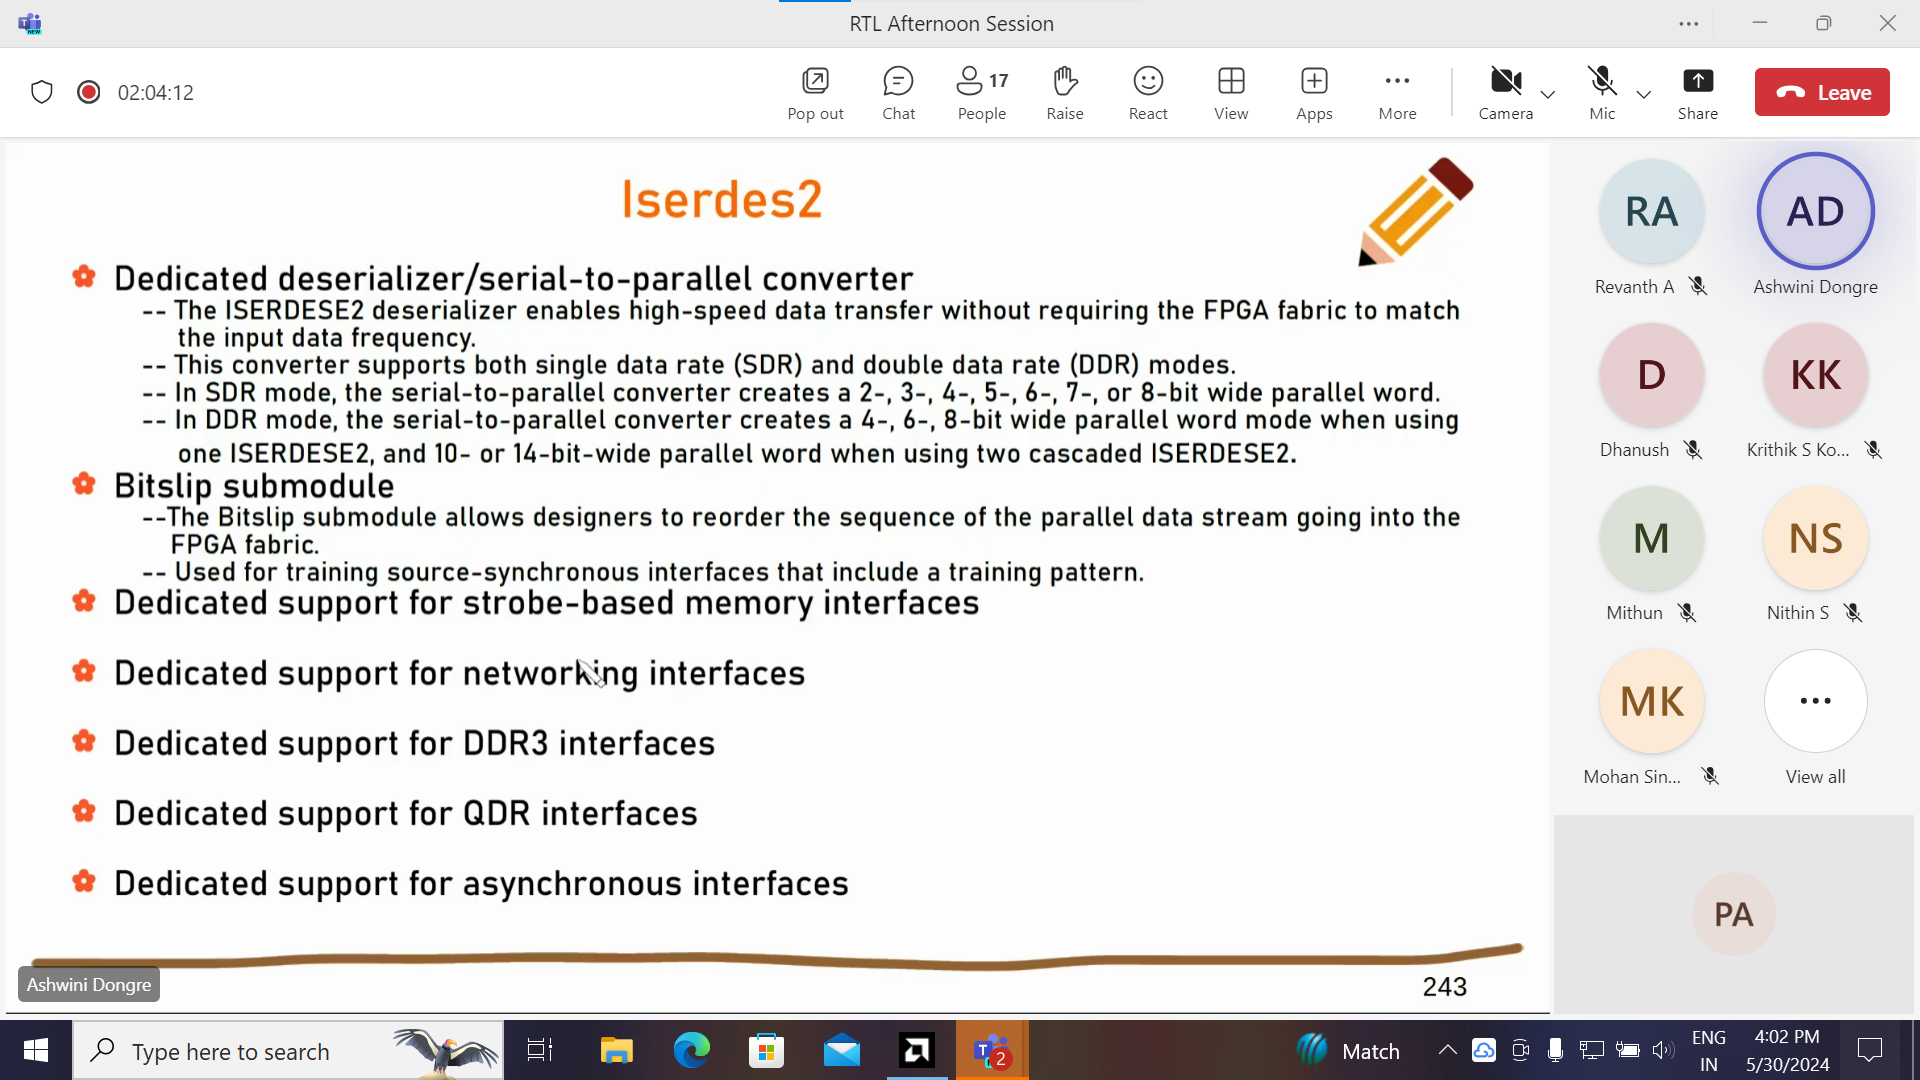 RTL Afternoon Session
02:04:12
Pop out
Chat
17
People
Raise
React
View
Apps
More
Camera
Mic
Share
Leave
Iserdes2
Dedicated deserializer/serial-to-parallel converter
-- The ISERDESE2 deserializer enables high-speed data transfer without requiring the FPGA fabric to match
the input data frequency.
-- This converter supports both single data rate (SDR) and double data rate (DDR) modes.
-- In SDR mode, the serial-to-parallel converter creates a 2-, 3-, 4-, 5-, 6-, 7-, or 8-bit wide parallel word.
-- In DDR mode, the serial-to-parallel converter creates a 4-, 6-, 8-bit wide parallel word mode when using
one ISERDESE2, and 10- or 14-bit-wide parallel word when using two cascaded ISERDESE2.
Bitslip submodule
--The Bitslip submodule allows designers to reorder the sequence of the parallel data stream going into the
FPGA fabric.
-- Used for training source-synchronous interfaces that include a training pattern.
Dedicated support for strobe-based memory interfaces
Dedicated support for networking interfaces
Dedicated support for DDR3 interfaces
Dedicated support for QDR interfaces
Dedicated support for asynchronous interfaces
243
Ashwini Dongre
RA
Revanth A
AD
Ashwini Dongre
D
Dhanush
KK
Krithik S Ko...
M
Mithun
NS
Nithin S
MK
Mohan Sin...
View all
PA
Type here to search
T
2
Match
ENG
IN
4:02 PM
5/30/2024